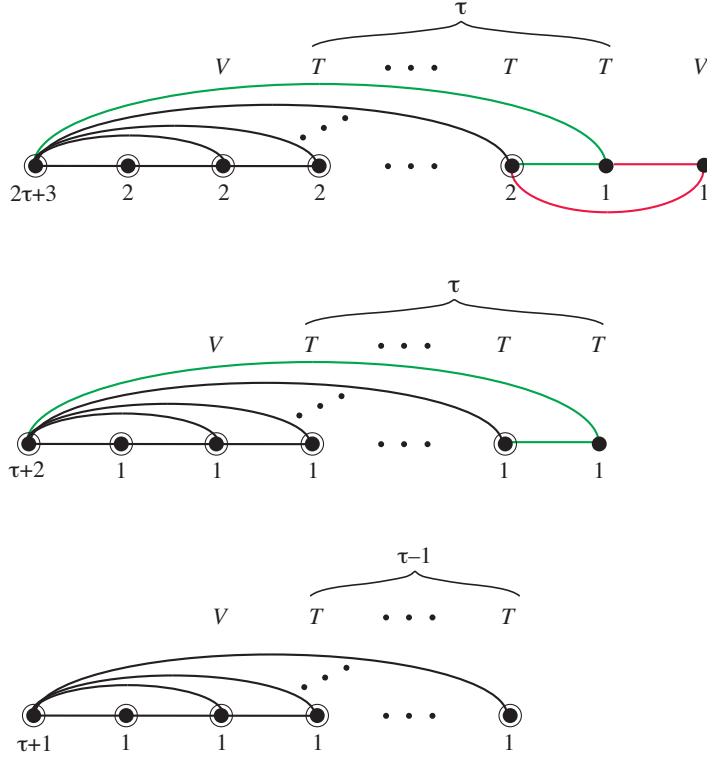 τ
V T • • • T T V
• • •
• • •
2τ+3 2 2 2 2 1 1
τ
V T • • • T T
• • •
• • •
τ+2 1 1 1 1 1
τ−1
V T • • • T
• • •
• • •
τ+1 1 1 1 1